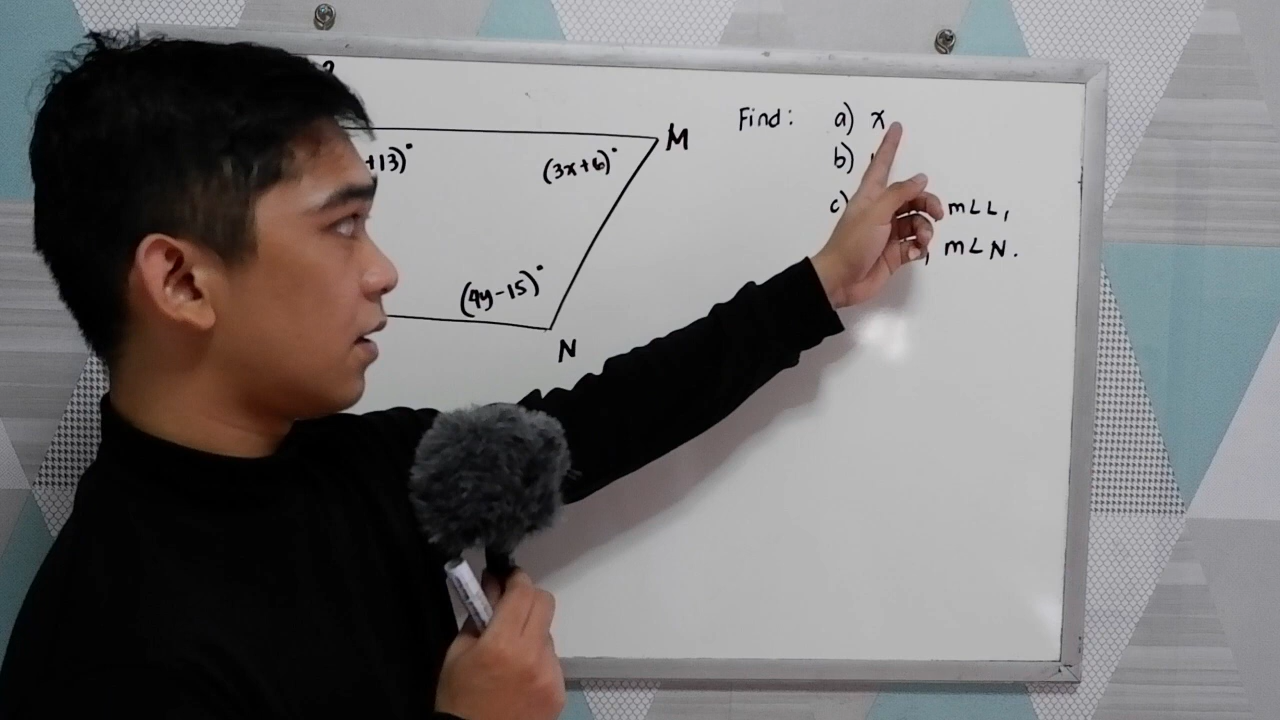 M
+13)°
(3x+6)°
(4y-15)°
N
Find: a) x
b)
c) m∠L,
, m∠N.